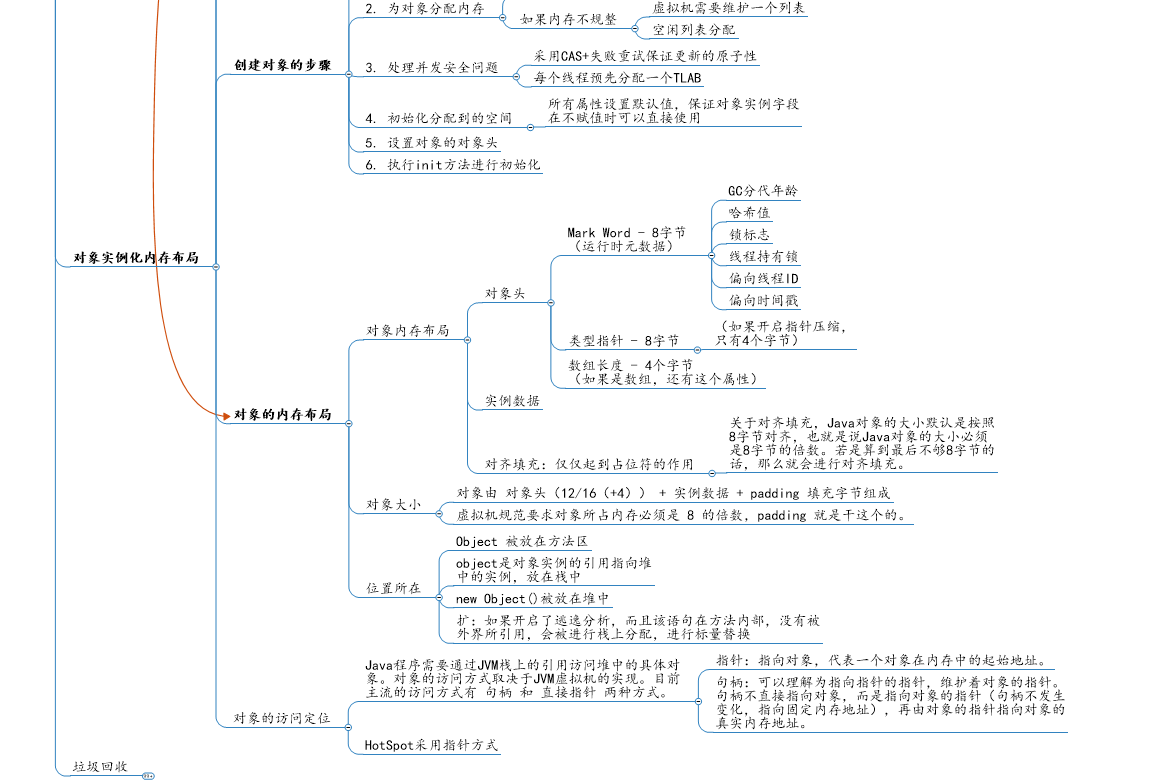 2. 为对象分配内存
如果内存不规整
虚拟机需要维护一个列表
空闲列表分配
创建对象的步骤
3. 处理并发安全问题
采用CAS+失败重试保证更新的原子性
每个线程预先分配一个TLAB
4. 初始化分配到的空间
所有属性设置默认值，保证对象实例字段
在不赋值时可以直接使用
5. 设置对象的对象头
6. 执行init方法进行初始化
对象实例化内存布局
对象的内存布局
对象内存布局
对象头
Mark Word - 8字节
（运行时元数据）
GC分代年龄
哈希值
锁标志
线程持有锁
偏向线程ID
偏向时间戳
类型指针 - 8字节
（如果开启指针压缩，
只有4个字节）
数组长度 - 4个字节
（如果是数组，还有这个属性）
实例数据
对齐填充：仅仅起到占位符的作用
关于对齐填充，Java对象的大小默认是按照
8字节对齐，也就是说Java对象的大小必须
是8字节的倍数。若是算到最后不够8字节的
话，那么就会进行对齐填充。
对象大小
对象由 对象头（12/16（+4）） + 实例数据 + padding 填充字节组成
虚拟机规范要求对象所占内存必须是 8 的倍数，padding 就是干这个的。
位置所在
Object 被放在方法区
object是对象实例的引用指向堆
中的实例，放在栈中
new Object()被放在堆中
扩：如果开启了逃逸分析，而且该语句在方法内部，没有被
外界所引用，会被进行栈上分配，进行标量替换
对象的访问定位
Java程序需要通过JVM栈上的引用访问堆中的具体对
象。对象的访问方式取决于JVM虚拟机的实现。目前
主流的访问方式有 句柄 和 直接指针 两种方式。
指针：指向对象，代表一个对象在内存中的起始地址。
句柄：可以理解为指向指针的指针，维护着对象的指针。
句柄不直接指向对象，而是指向对象的指针（句柄不发生
变化，指向固定内存地址），再由对象的指针指向对象的
真实内存地址。
HotSpot采用指针方式
垃圾回收